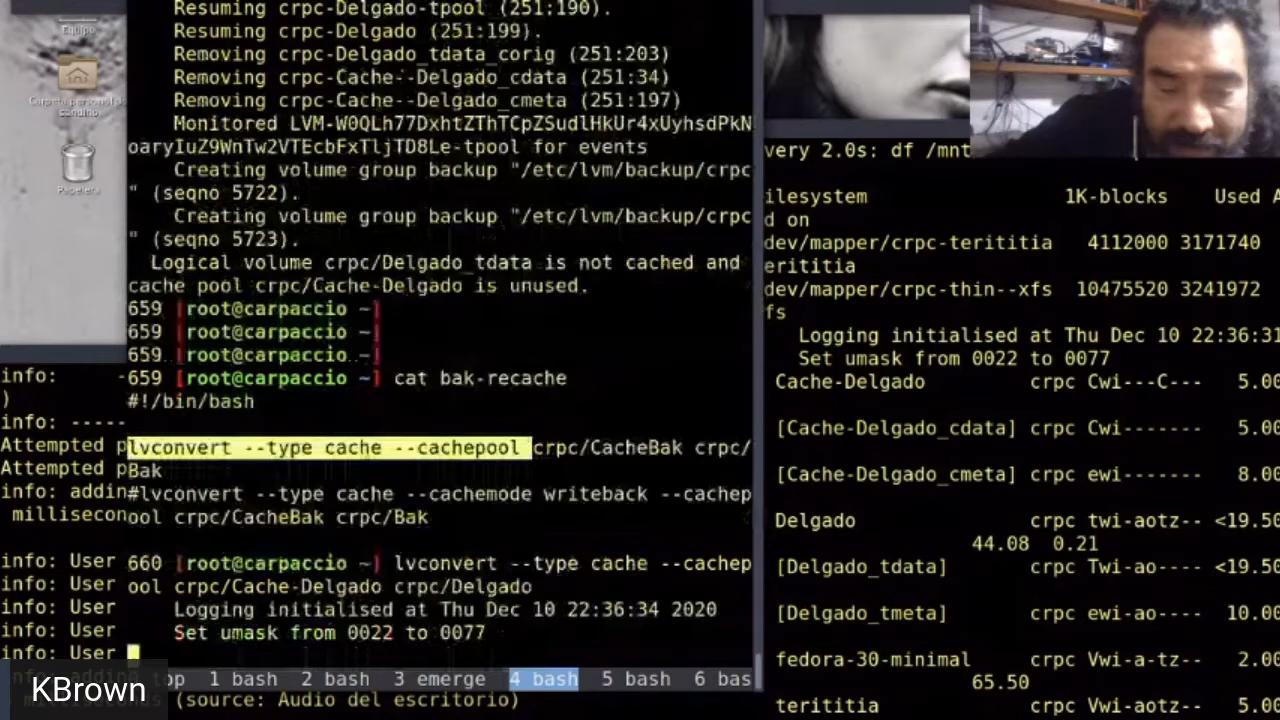 Equipo
Carpeta personal de
sandino
Papelera
Resuming crpc-Delgado-tpool (251:190).
Resuming crpc-Delgado (251:199).
Removing crpc-Delgado_tdata_corig (251:203)
Removing crpc-Cache--Delgado_cdata (251:34)
Removing crpc-Cache--Delgado_cmeta (251:197)
Monitored LVM-W0QLh77DxhtZThTCpZSudlHkUr4xUyhsdPkN
oaryIuZ9WnTw2VTEcbFxTljTD8Le-tpool for events
Creating volume group backup "/etc/lvm/backup/crpc
" (seqno 5722).
Creating volume group backup "/etc/lvm/backup/crpc
" (seqno 5723).
Logical volume crpc/Delgado_tdata is not cached and
cache pool crpc/Cache-Delgado is unused.
659 [root@carpaccio ~]
659 [root@carpaccio ~]
659 [root@carpaccio ~]
659 [root@carpaccio ~] cat bak-recache
#!/bin/bash
lvconvert --type cache --cachepool crpc/CacheBak crpc/
Bak
#lvconvert --type cache --cachemode writeback --cachep
ool crpc/CacheBak crpc/Bak
660 [root@carpaccio ~] lvconvert --type cache --cachep
ool crpc/Cache-Delgado crpc/Delgado
Logging initialised at Thu Dec 10 22:36:34 2020
Set umask from 0022 to 0077
op 1 bash 2 bash 3 emerge 4 bash 5 bash 6 bas
info: -
)
info: -----
Attempted p
Attempted p
info: addin
millisecon
info: User
info: User
info: User
info: User
info: User
(source: Audio del escritorio)
KBrown
very 2.0s: df /mnt
ilesystem 1K-blocks Used A
d on
dev/mapper/crpc-terititia 4112000 3171740
erititia
dev/mapper/crpc-thin--xfs 10475520 3241972
fs
Logging initialised at Thu Dec 10 22:36:31
Set umask from 0022 to 0077
Cache-Delgado crpc Cwi---C--- 5.00
[Cache-Delgado_cdata] crpc Cwi------- 5.00
[Cache-Delgado_cmeta] crpc ewi------- 8.00
Delgado crpc twi-aotz-- <19.50
44.08 0.21
[Delgado_tdata] crpc Twi-ao---- <19.50
[Delgado_tmeta] crpc ewi-ao---- 10.00
fedora-30-minimal crpc Vwi-a-tz-- 2.00
65.50
terititia crpc Vwi-aotz-- 5.00